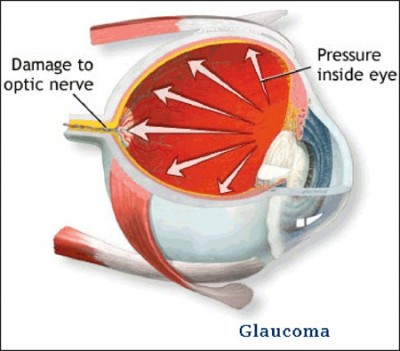 Damage to
optic nerve
Pressure
inside eye
Glaucoma